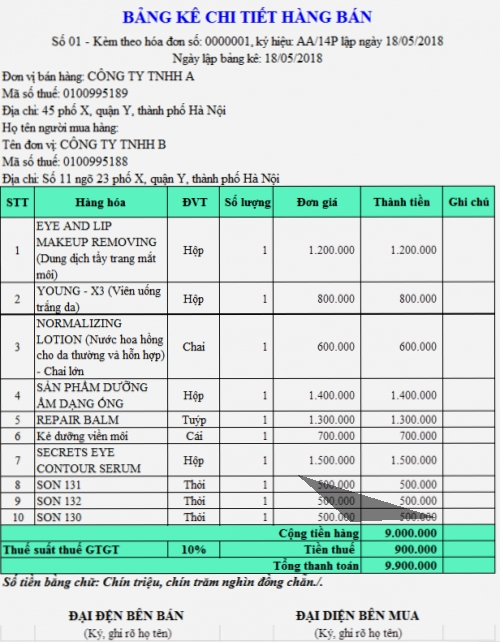 BẢNG KÊ CHI TIẾT HÀNG BÁN
Số 01 - Kèm theo hóa đơn số: 0000001, ký hiệu: AA/14P lập ngày 18/05/2018
Ngày lập bảng kê: 18/05/2018
Đơn vị bán hàng: CÔNG TY TNHH A
Mã số thuế: 0100995189
Địa chỉ: 45 phố X, quận Y, thành phố Hà Nội
Họ tên người mua hàng:
Tên đơn vị: CÔNG TY TNHH B
Mã số thuế: 0100995188
Địa chỉ: Số 11 ngõ 23 phố X, quận Y, thành phố Hà Nội
STT Hàng hóa ĐVT Số lượng Đơn giá Thành tiền Ghi chú
EYE AND LIP
MAKEUP REMOVING
1 (Dung dịch tẩy trang mắt Hộp 1 1.200.000 1.200.000
môi)
2 YOUNG - X3 (Viên uống Hộp 1 800.000 800.000
trắng da)
NORMALIZING
LOTION (Nước hoa hồng
3 cho da thường và hỗn hợp) Chai 1 600.000 600.000
- Chai lớn
4 SẢN PHẨM DƯỠNG Hộp 1 1.400.000 1.400.000
ẨM DẠNG ỐNG
5 REPAIR BALM Tuýp 1 1.300.000 1.300.000
6 Kẻ dưỡng viền môi Cái 1 700.000 700.000
7 SECRETS EYE Hộp 1 1.500.000 1.500.000
CONTOUR SERUM
8 SON 131 Thỏi 1 500.000 500.000
9 SON 132 Thỏi 1 500.000 500.000
10 SON 130 Thỏi 1 500.000 500.000
Cộng tiền hàng 9.000.000
Thuế suất thuế GTGT 10% Tiền thuế 900.000
Tổng thanh toán 9.900.000
Số tiền bằng chữ: Chín triệu, chín trăm nghìn đồng chẵn./.
ĐẠI ĐỆN BÊN BÁN ĐẠI DIỆN BÊN MUA
(Ký, ghi rõ họ tên) (Ký, ghi rõ họ tên)